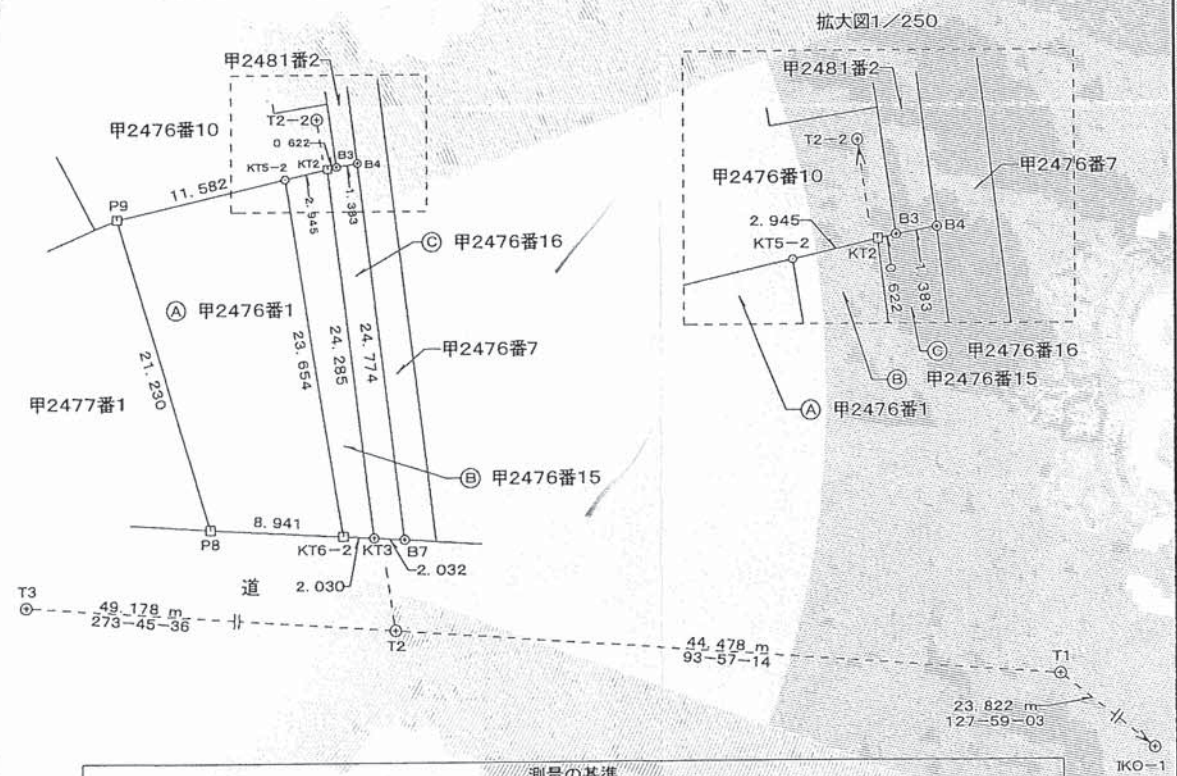 拡大図1/250
甲2481番2
甲2476番10
T2-2
0 622
KT5-2
KT2
B3
B4
11.582
2.945
1.383
P9
Ⓒ 甲2476番16
Ⓐ 甲2476番1
23.654
24.285
24.774
甲2476番7
21.230
甲2477番1
Ⓑ 甲2476番15
8.941
P8
KT6-2
KT3
B7
2.030
2.032
道
T3
49.178 m
273-45-36
T2
44.478 m
93-57-14
T1
23.822 m
127-59-03
IKO-1
甲2481番2
T2-2
甲2476番10
甲2476番7
2.945
KT5-2
KT2
B3
B4
0 622
1.383
Ⓒ 甲2476番16
Ⓑ 甲2476番15
Ⓐ 甲2476番1
測量の基準